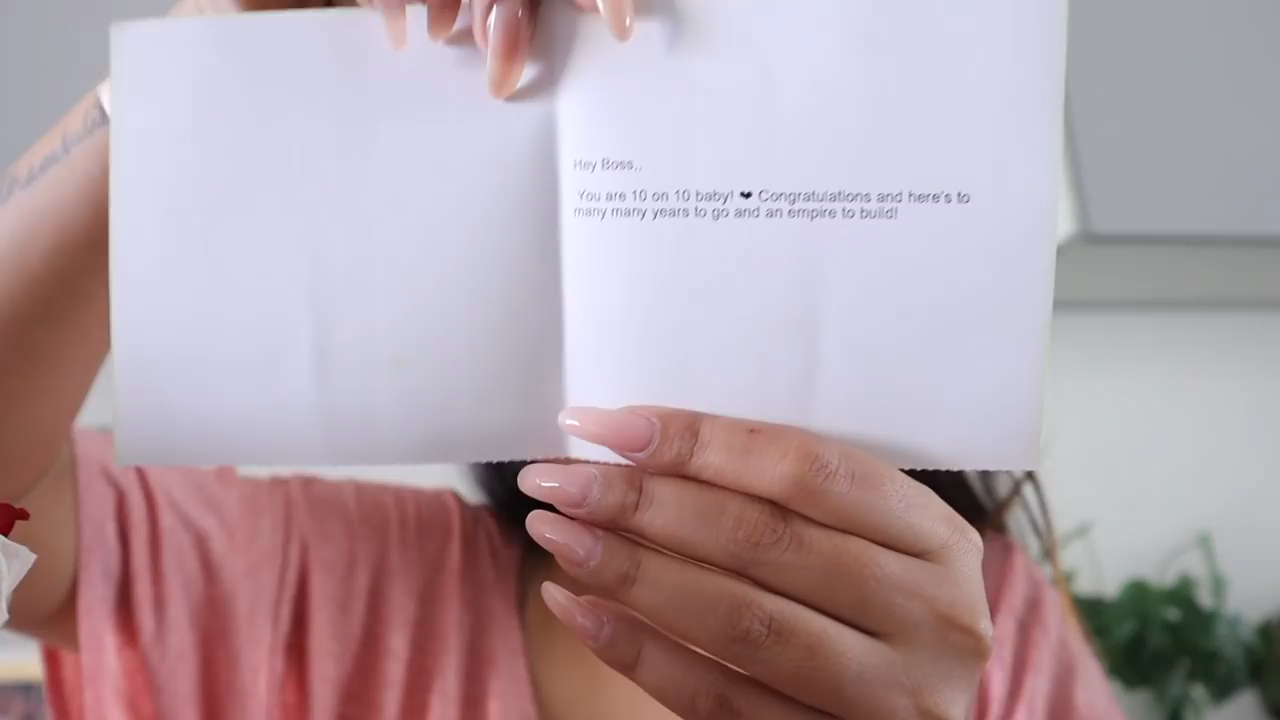 Hey Boss,,
You are 10 on 10 baby! ❤ Congratulations and here's to
many many years to go and an empire to build!